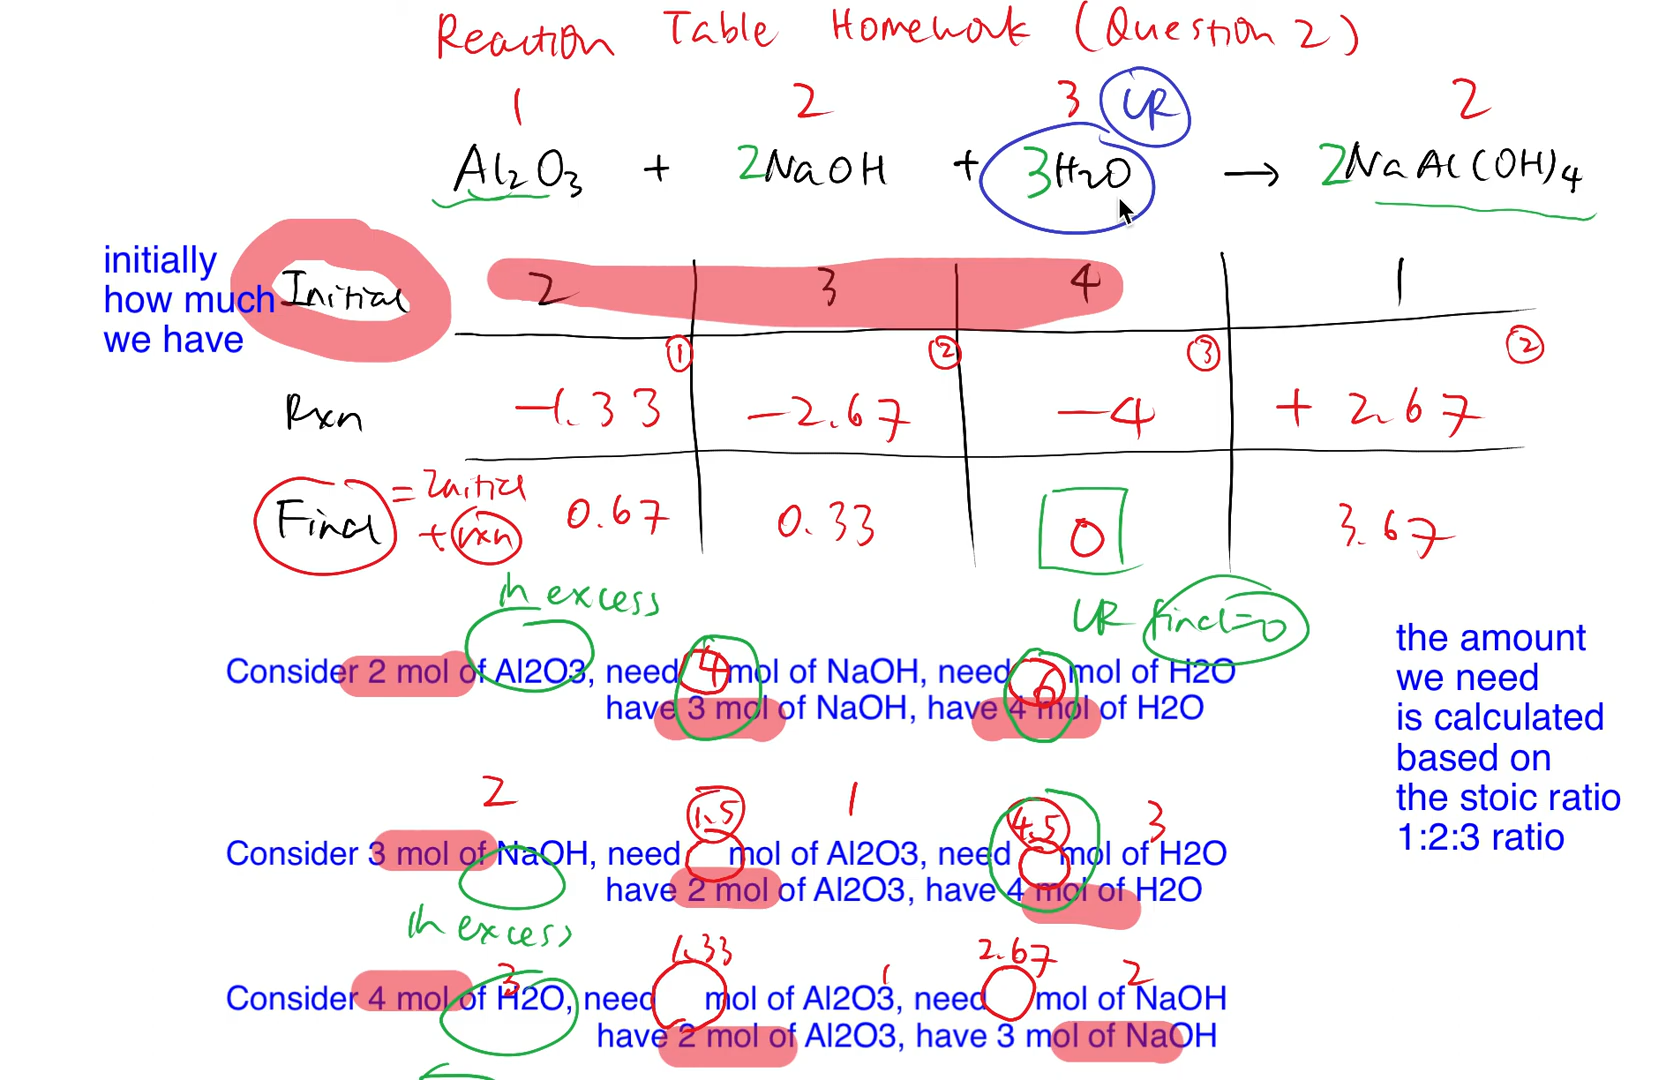 Reaction Table Homework (Question 2)
1 2 3 LR 2
Al2O3 + 2NaOH + 3H2O → 2NaAl(OH)4
initially
how much
we have
Initial 2 3 4 1
1 2 3 2
Rxn -1.33 -2.67 -4 + 2.67
Final = Initial + rxn 0.67 0.33 0 3.67
in excess
LR final=0
the amount
we need
is calculated
based on
the stoic ratio
1:2:3 ratio
Consider 2 mol of Al2O3, need 4 mol of NaOH, need 6 mol of H2O
have 3 mol of NaOH, have 4 mol of H2O
2 1.5 1 4.5 3
Consider 3 mol of NaOH, need mol of Al2O3, need mol of H2O
have 2 mol of Al2O3, have 4 mol of H2O
in excess
3 1.33 1 2.67 2
Consider 4 mol of H2O, need mol of Al2O3, need mol of NaOH
have 2 mol of Al2O3, have 3 mol of NaOH